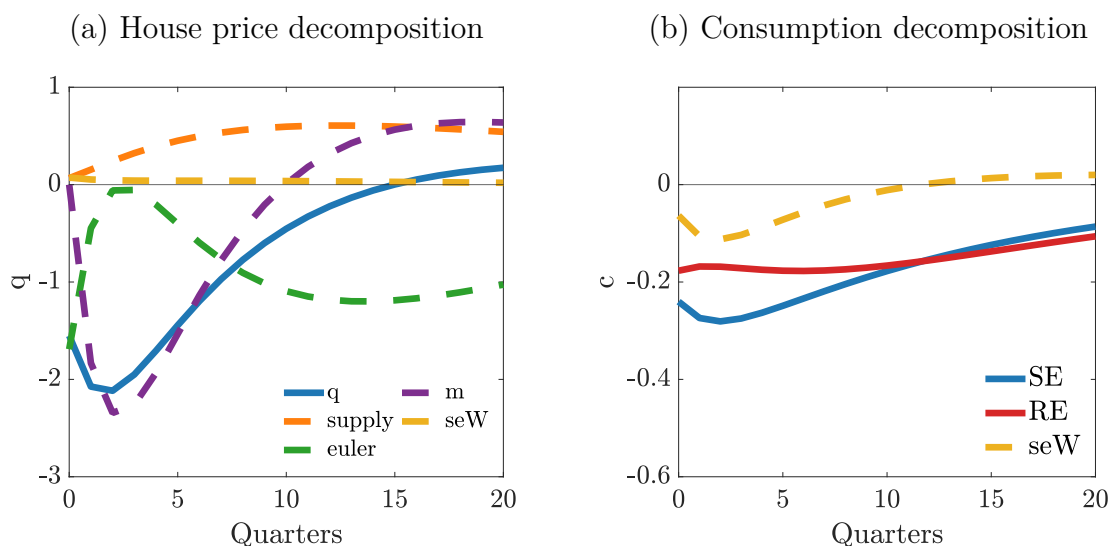 (a) House price decomposition
1
0
-1
-2
-3
q
q
m
supply
seW
euler
0
5
10
15
20
Quarters
(b) Consumption decomposition
0
-0.2
-0.4
-0.6
c
SE
RE
seW
0
5
10
15
20
Quarters